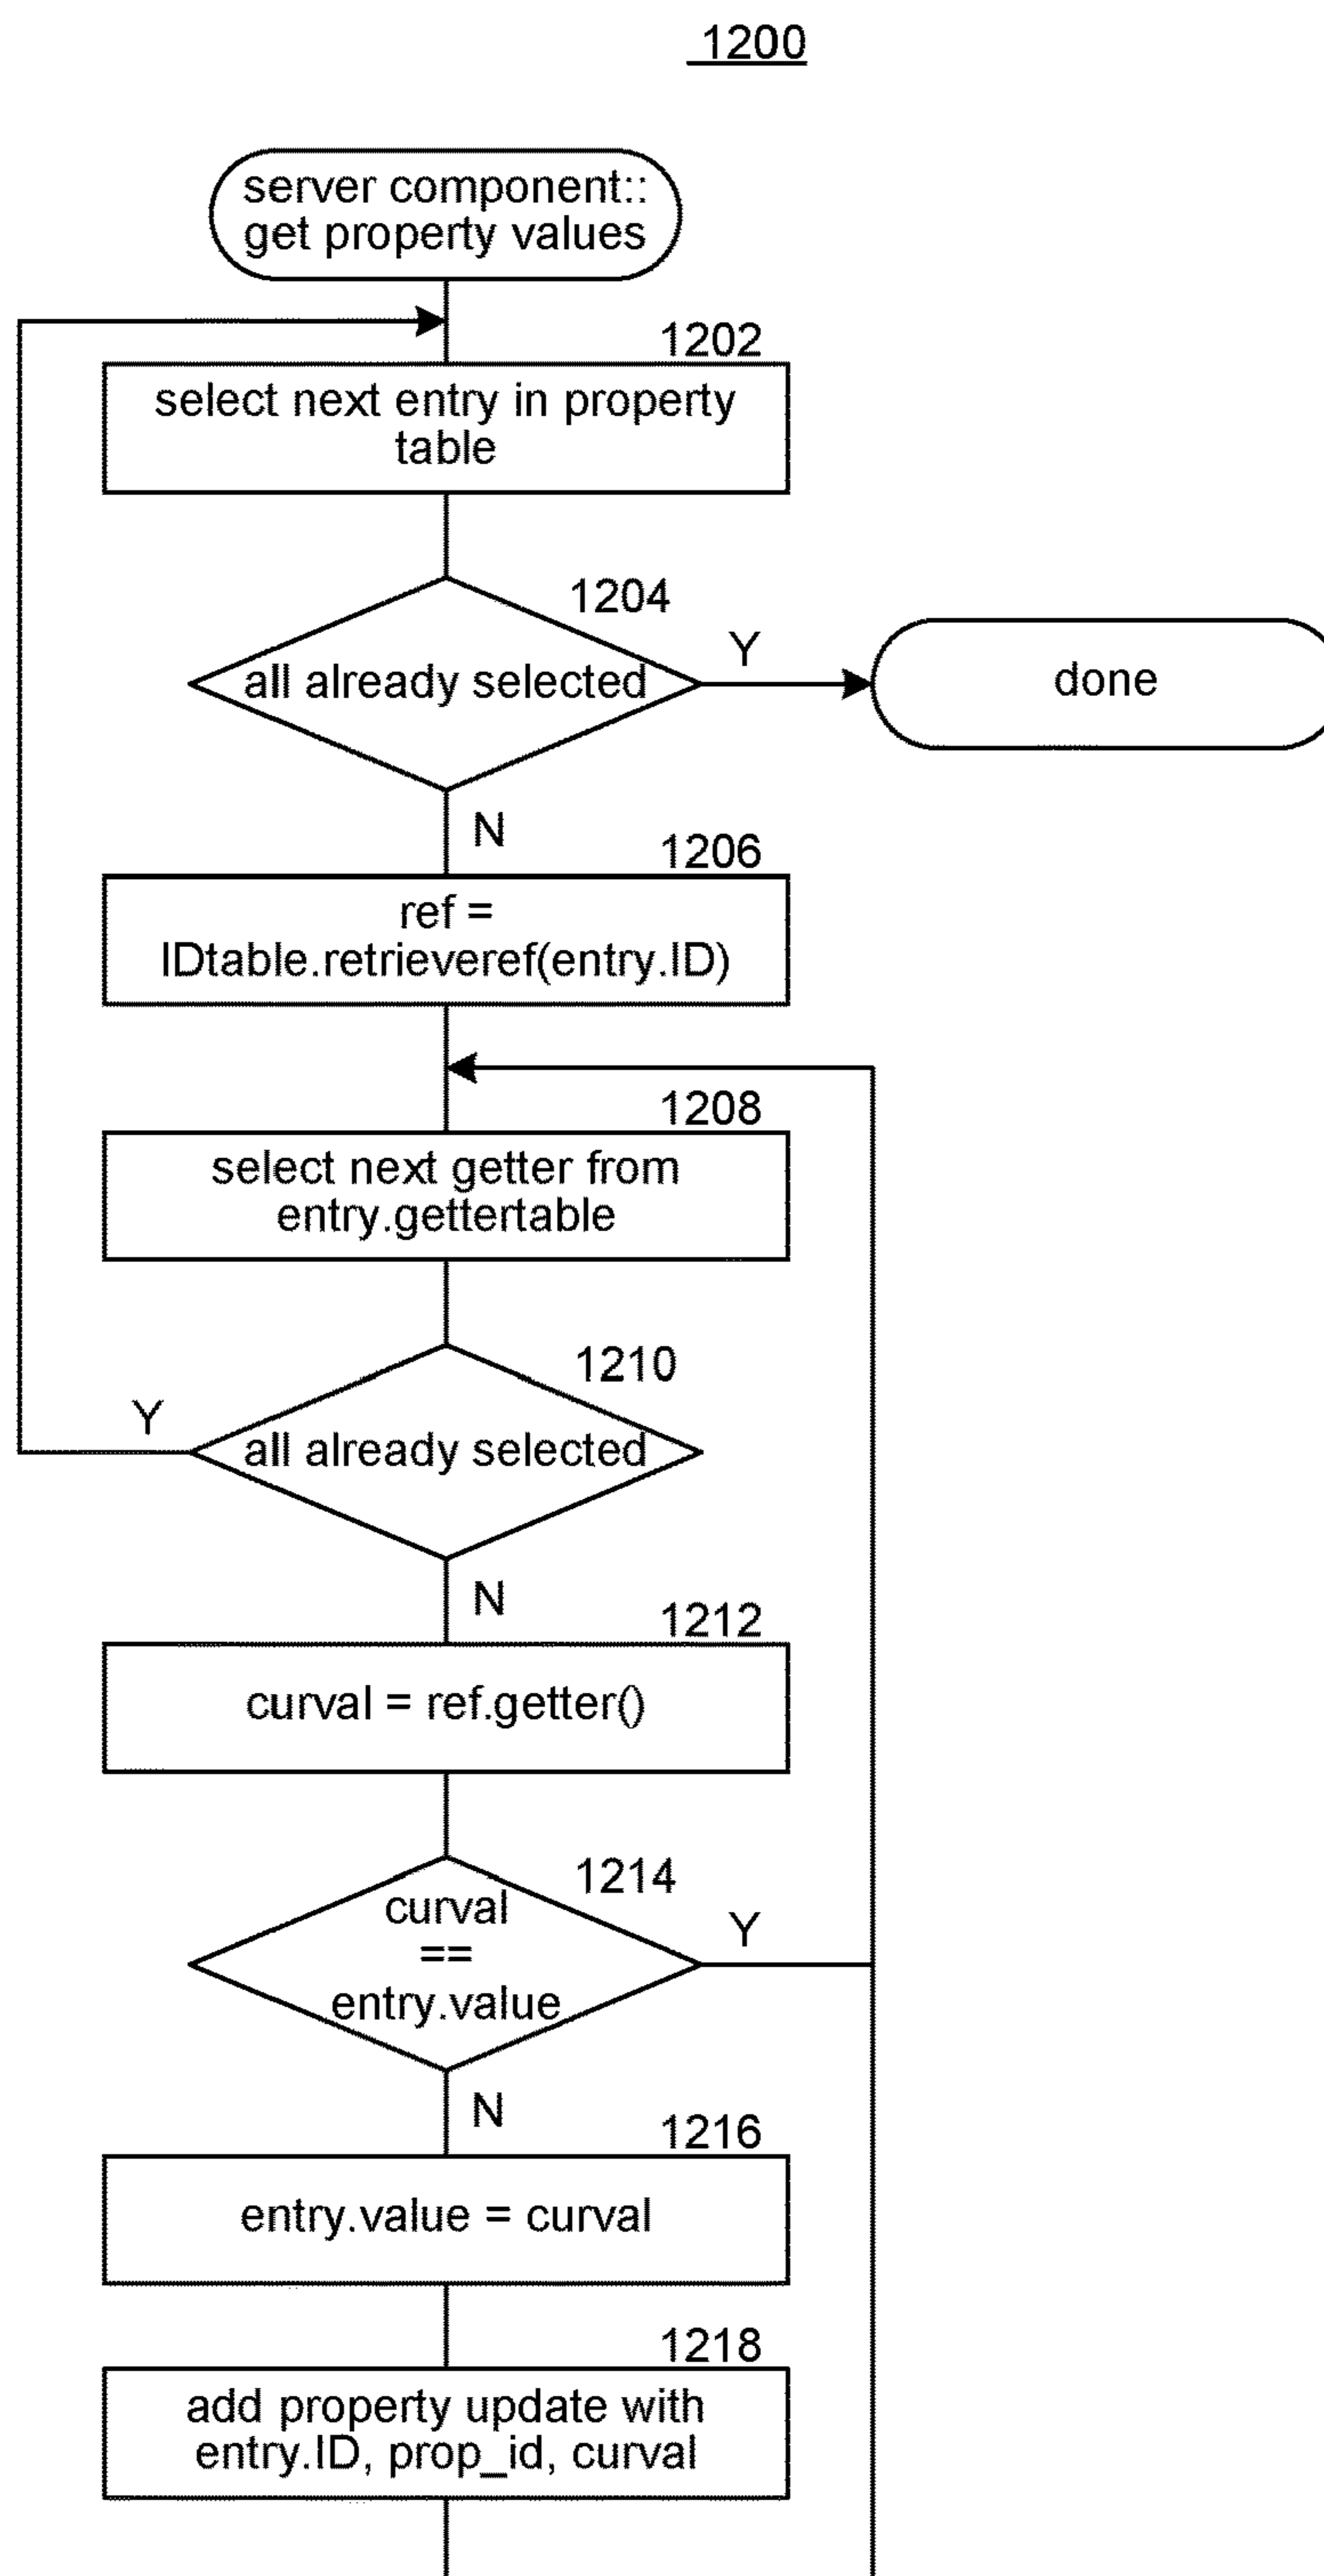 1200
server component::
get property values
1202
select next entry in property
table
1204
all already selected
Y
done
N
1206
ref =
IDtable.retrieveref(entry.ID)
1208
select next getter from
entry.gettertable
1210
Y
all already selected
N
1212
curval = ref.getter()
1214
curval
==
entry.value
Y
N
1216
entry.value = curval
1218
add property update with
entry.ID, prop_id, curval